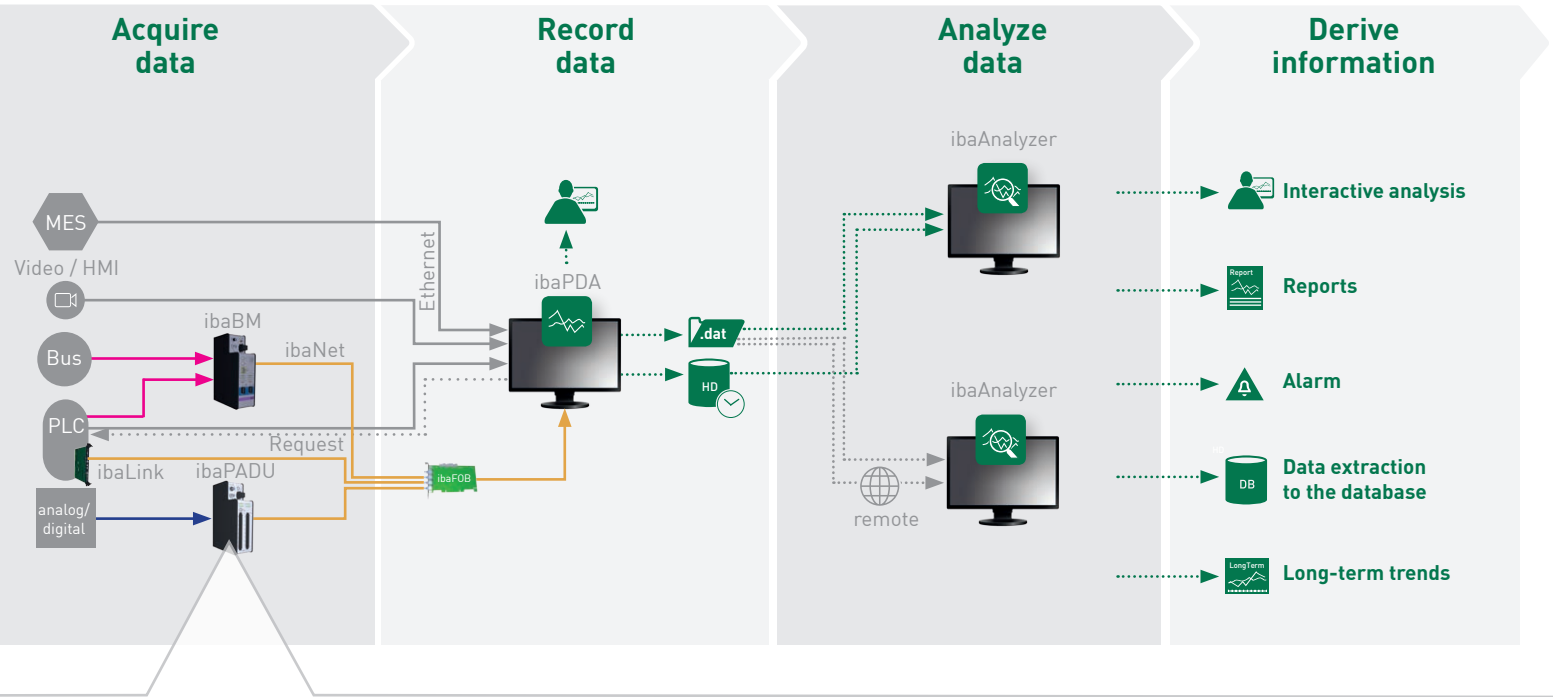 Acquire
data
Record
data
Analyze
data
Derive
information
MES
Video / HMI
Bus
PLC
analog/
digital
ibaBM
ibaNet
Ethernet
Request
ibaLink
ibaPADU
ibaFOB
ibaPDA
.dat
HD
ibaAnalyzer
ibaAnalyzer
remote
Interactive analysis
Report
Reports
Alarm
DB
Data extraction
to the database
LongTerm
Long-term trends